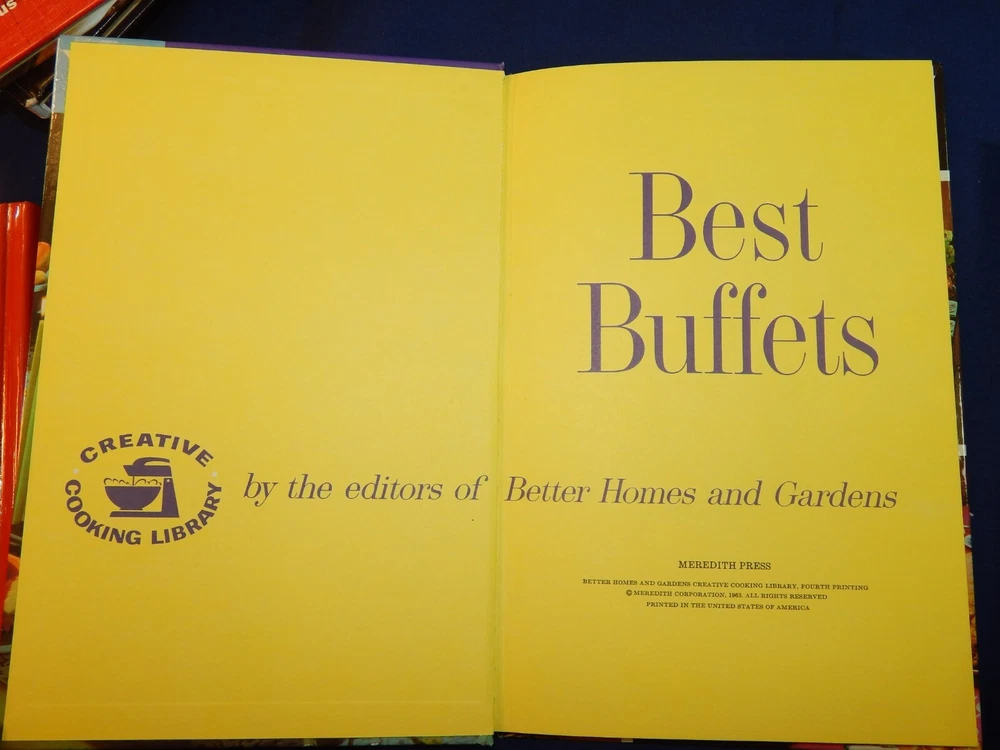 Best
Buffets
CREATIVE
COOKING LIBRARY
by the editors of Better Homes and Gardens
MEREDITH PRESS
BETTER HOMES AND GARDENS CREATIVE COOKING LIBRARY, FOURTH PRINTING
© MEREDITH CORPORATION, 1963. ALL RIGHTS RESERVED
PRINTED IN THE UNITED STATES OF AMERICA